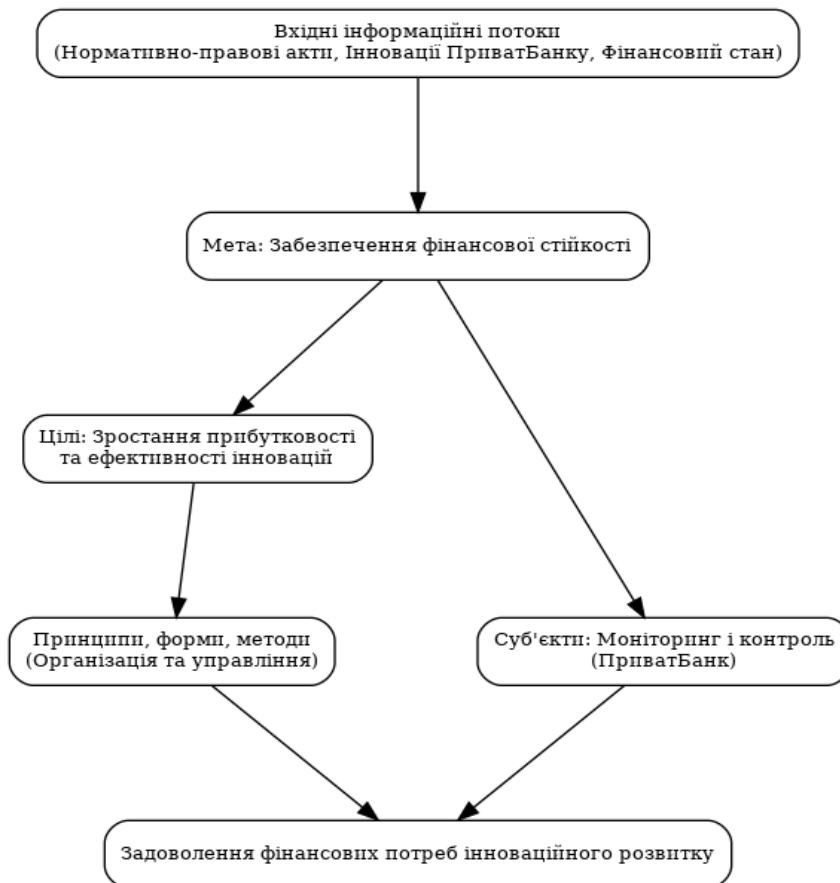 Вхідні інформаційні потоки
(Нормативно-правові акти, Інновації ПриватБанку, Фінансовий стан)
Мета: Забезпечення фінансової стійкості
Цілі: Зростання прибутковості
та ефективності інновацій
Принципи, форми, методи
(Організація та управління)
Суб'єкти: Моніторинг і контроль
(ПриватБанк)
Задоволення фінансових потреб інноваційного розвитку